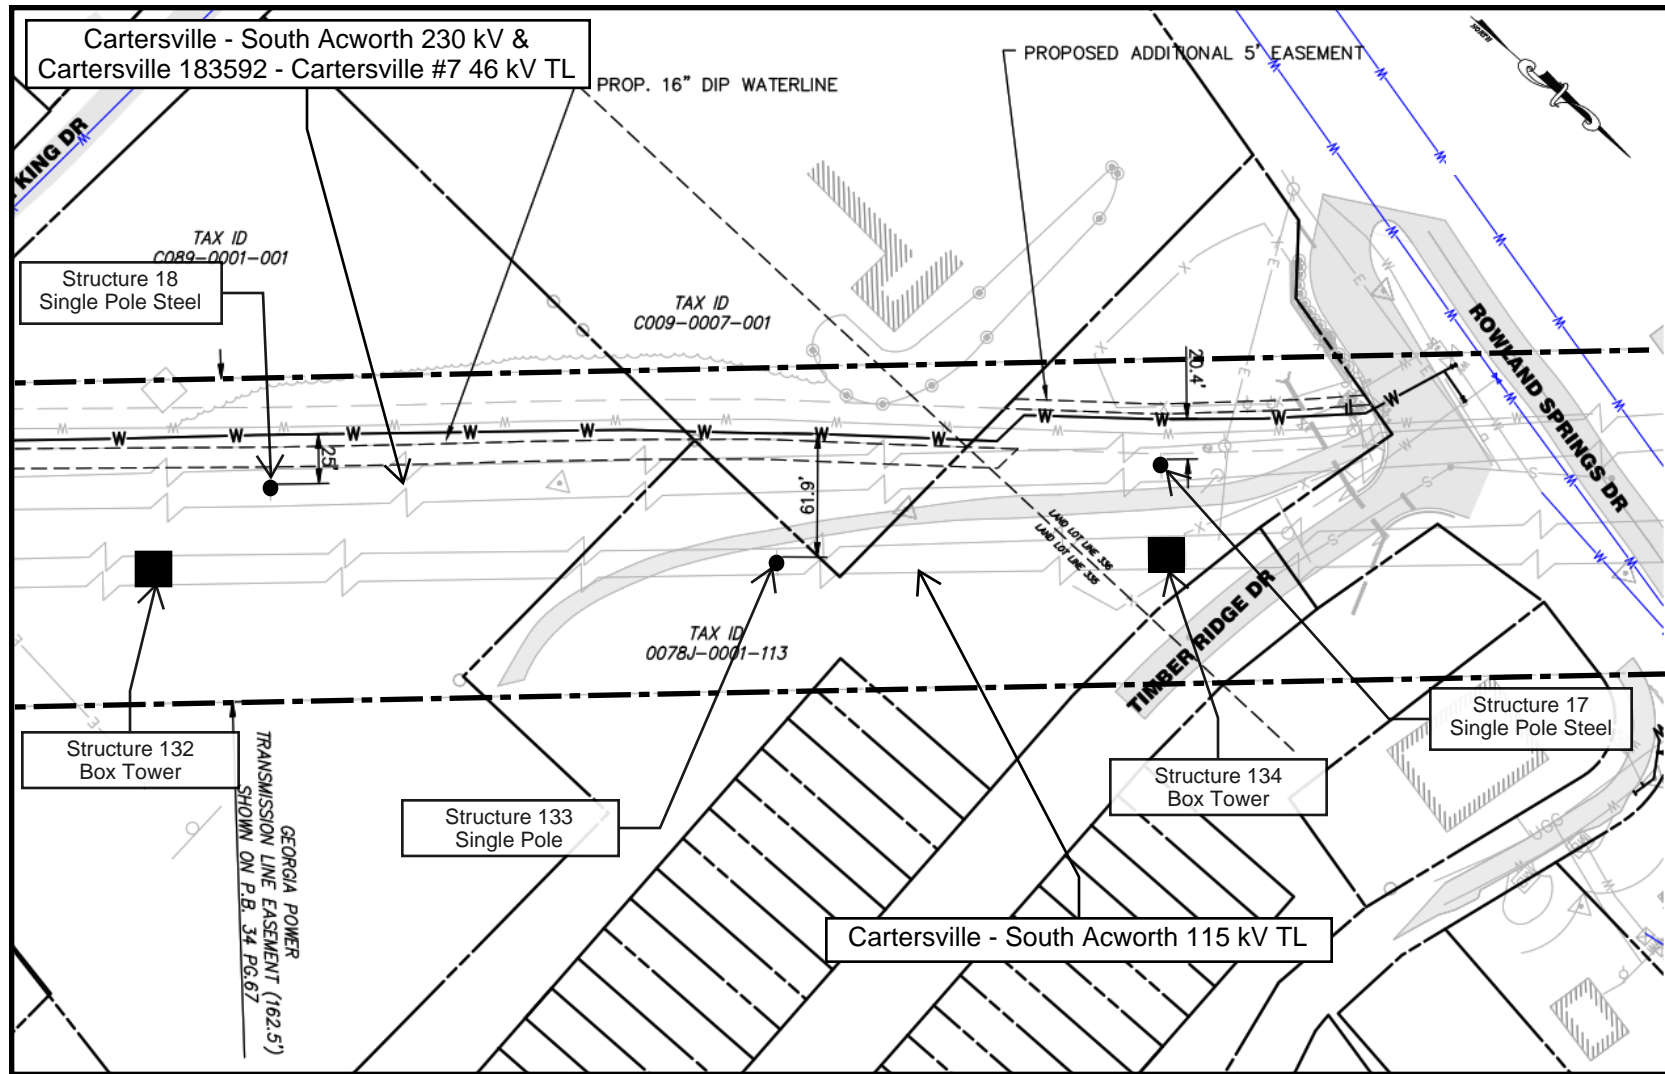 Cartersville - South Acworth 230 kV &
Cartersville 183592 - Cartersville #7 46 kV TL
PROP. 16" DIP WATERLINE
PROPOSED ADDITIONAL 5' EASEMENT
KING DR
TAX ID
C089-0001-001
Structure 18
Single Pole Steel
TAX ID
C009-0007-001
20.4'
ROWLAND SPRINGS DR
W W W W W W W W W W W W
25'
61.9'
LAND LOT LINE 336
LAND LOT LINE 335
TIMBER RIDGE DR
TAX ID
0078J-0001-113
Structure 17
Single Pole Steel
Structure 132
Box Tower
Structure 134
Box Tower
Structure 133
Single Pole
GEORGIA POWER
TRANSMISSION LINE EASEMENT (162.5')
SHOWN ON P.B. 34 PG.67
UGG
Cartersville - South Acworth 115 kV TL